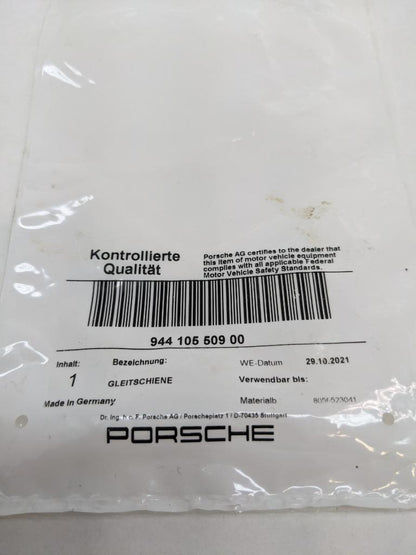 Kontrollierte
Qualität
Porsche AG certifies to the dealer that
this item of motor vehicle equipment
complies with all applicable Federal
Motor Vehicle Safety Standards.
944 105 509 00
Inhalt: Bezeichnung: WE-Datum 29.10.2021
1 GLEITSCHIENE Verwendbar bis:
Made in Germany Materialb
Dr. Ing. h.c. F. Porsche AG / Porscheplatz 1 / D-70435 Stuttgart
PORSCHE